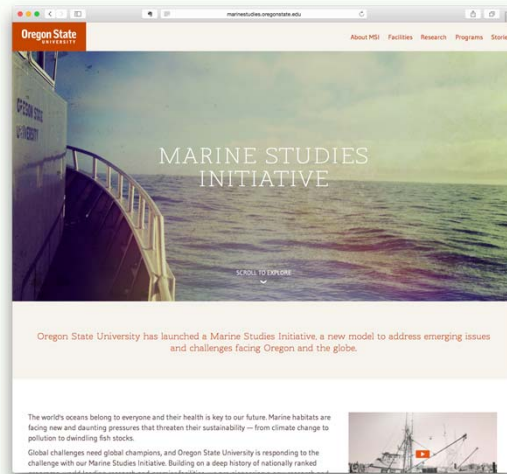 marinestudies.oregonstate.edu
Oregon State
UNIVERSITY
About MSI Facilities Research Programs Storie
OREGON STATE
UNIVERSITY
MARINE STUDIES
INITIATIVE
SCROLL TO EXPLORE
Oregon State University has launched a Marine Studies Initiative, a new model to address emerging issues
and challenges facing Oregon and the globe.
The world's oceans belong to everyone and their health is key to our future. Marine habitats are
facing new and daunting pressures that threaten their sustainability — from climate change to
pollution to dwindling fish stocks.
Global challenges need global champions, and Oregon State University is responding to the
challenge with our Marine Studies Initiative. Building on a deep history of nationally ranked